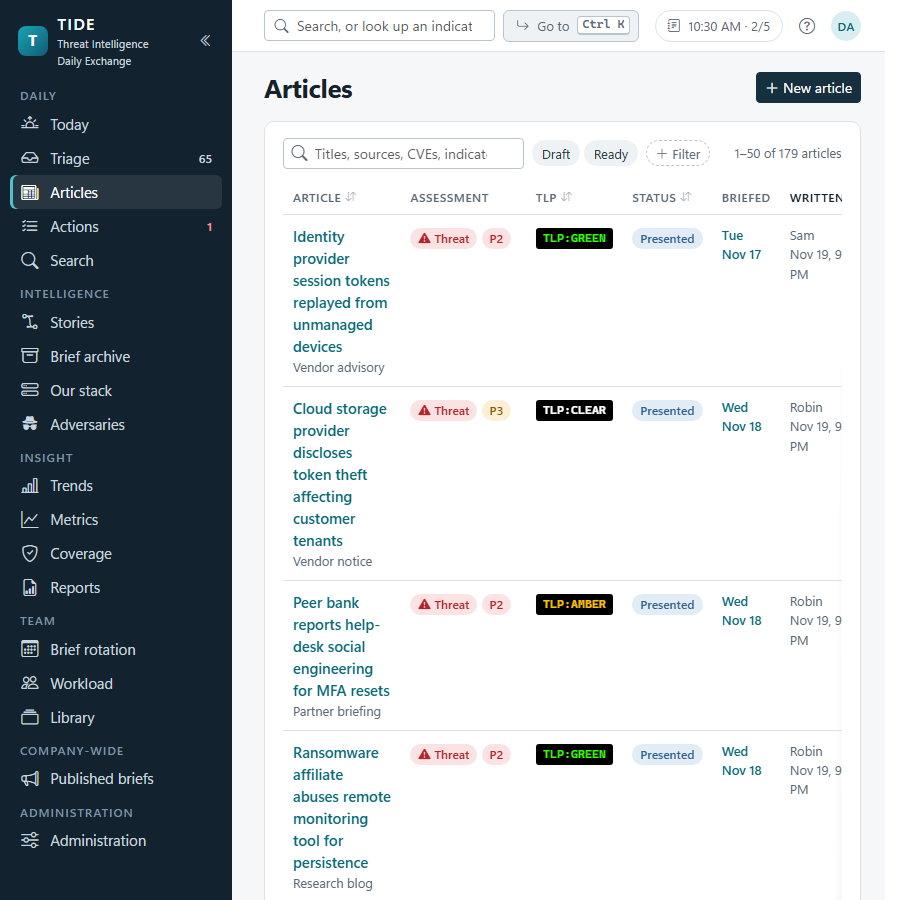 T
TIDE
Threat Intelligence
Daily Exchange
DAILY
Today
Triage 65
Articles
Actions 1
Search
INTELLIGENCE
Stories
Brief archive
Our stack
Adversaries
INSIGHT
Trends
Metrics
Coverage
Reports
TEAM
Brief rotation
Workload
Library
COMPANY-WIDE
Published briefs
ADMINISTRATION
Administration
Search, or look up an indicat
Go to Ctrl K
10:30 AM · 2/5
?
DA
Articles
+ New article
Titles, sources, CVEs, indicat
Draft
Ready
+ Filter
1–50 of 179 articles
ARTICLE ASSESSMENT TLP STATUS BRIEFED WRITTEN
Identity
provider
session tokens
replayed from
unmanaged
devices
Vendor advisory
Threat P2
TLP:GREEN
Presented
Tue
Nov 17
Sam
Nov 19, 9
PM
Cloud storage
provider
discloses
token theft
affecting
customer
tenants
Vendor notice
Threat P3
TLP:CLEAR
Presented
Wed
Nov 18
Robin
Nov 19, 9
PM
Peer bank
reports help-
desk social
engineering
for MFA resets
Partner briefing
Threat P2
TLP:AMBER
Presented
Wed
Nov 18
Robin
Nov 19, 9
PM
Ransomware
affiliate
abuses remote
monitoring
tool for
persistence
Research blog
Threat P2
TLP:GREEN
Presented
Wed
Nov 18
Robin
Nov 19, 9
PM